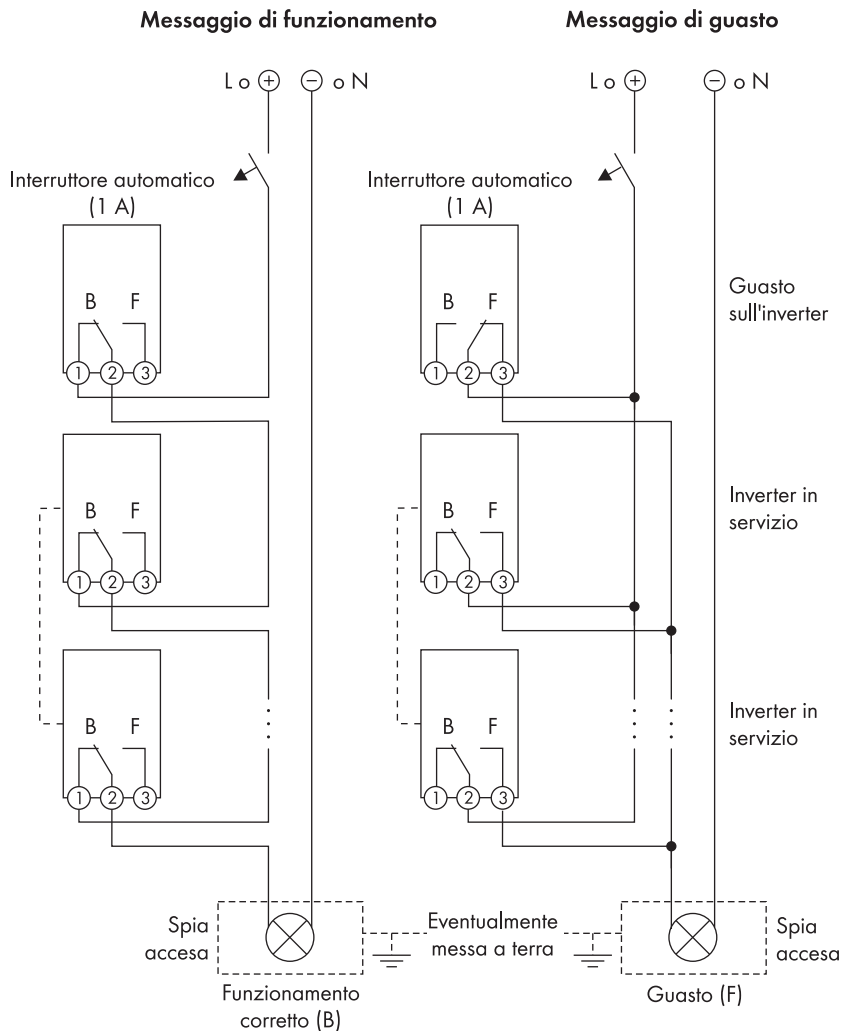 Messaggio di funzionamento
Messaggio di guasto
L o +
− o N
L o +
− o N
Interruttore automatico
(1 A)
Interruttore automatico
(1 A)
B F
1 2 3
B F
1 2 3
Guasto
sull'inverter
B F
1 2 3
B F
1 2 3
Inverter in
servizio
B F
1 2 3
B F
1 2 3
Inverter in
servizio
Spia
accesa
Eventualmente
messa a terra
Spia
accesa
Funzionamento
corretto (B)
Guasto (F)